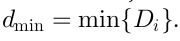 d_min = min{D_i}.